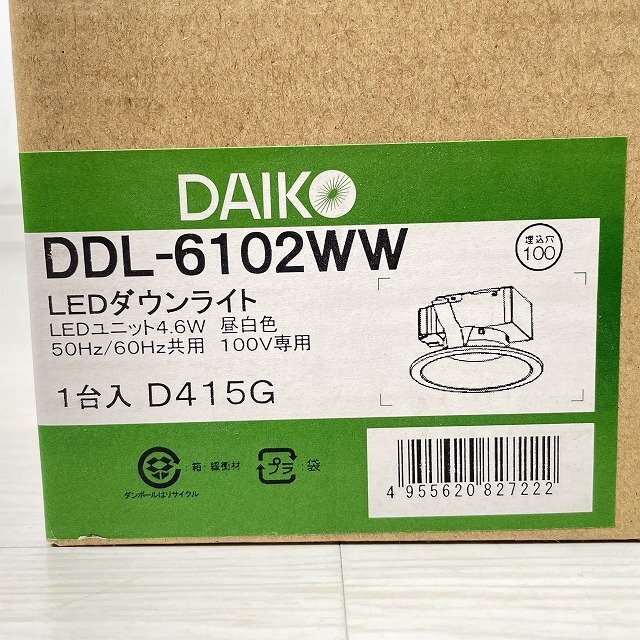 DAIKO
DDL-6102WW
埋込穴
100
LEDダウンライト
LEDユニット4.6W 昼白色
50Hz/60Hz共用 100V専用
1台入 D415G
箱・緩衝材
プラ
:袋
ダンボールはリサイクル
4 955620 827222